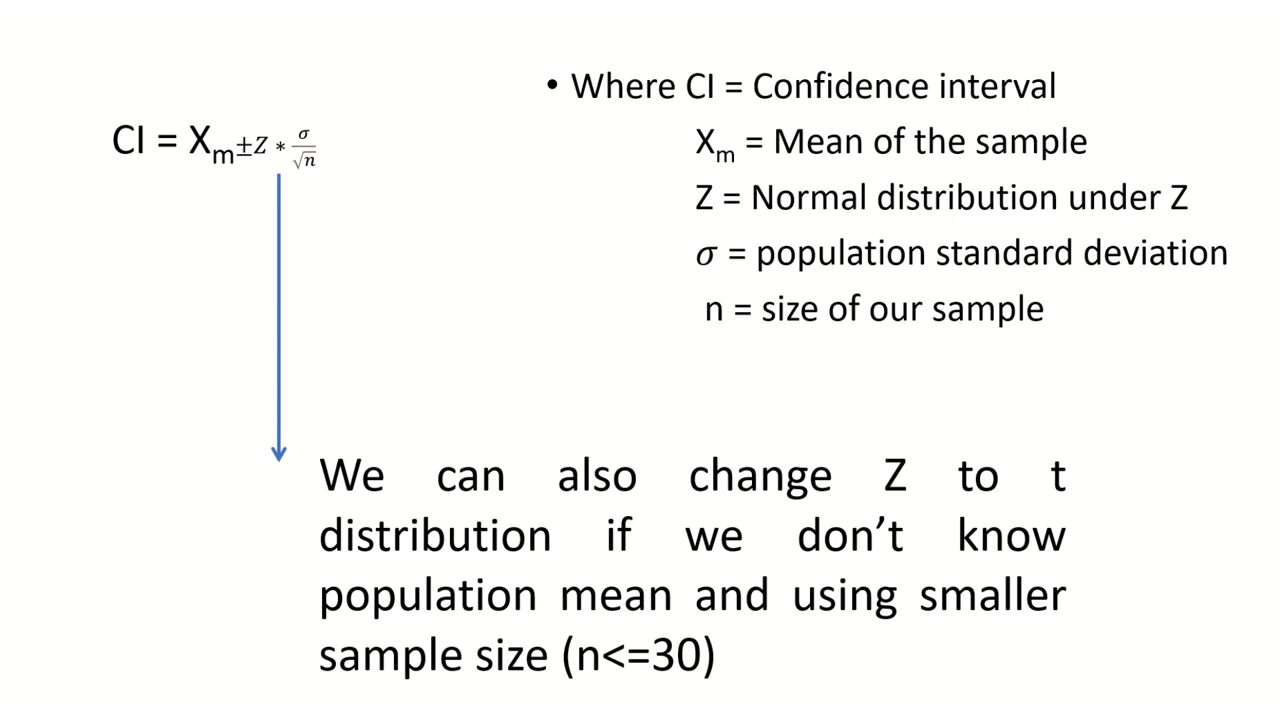 CI = Xₘ±Z * σ/√n
• Where CI = Confidence interval
Xₘ = Mean of the sample
Z = Normal distribution under Z
σ = population standard deviation
n = size of our sample
We can also change Z to t
distribution if we don’t know
population mean and using smaller
sample size (n<=30)